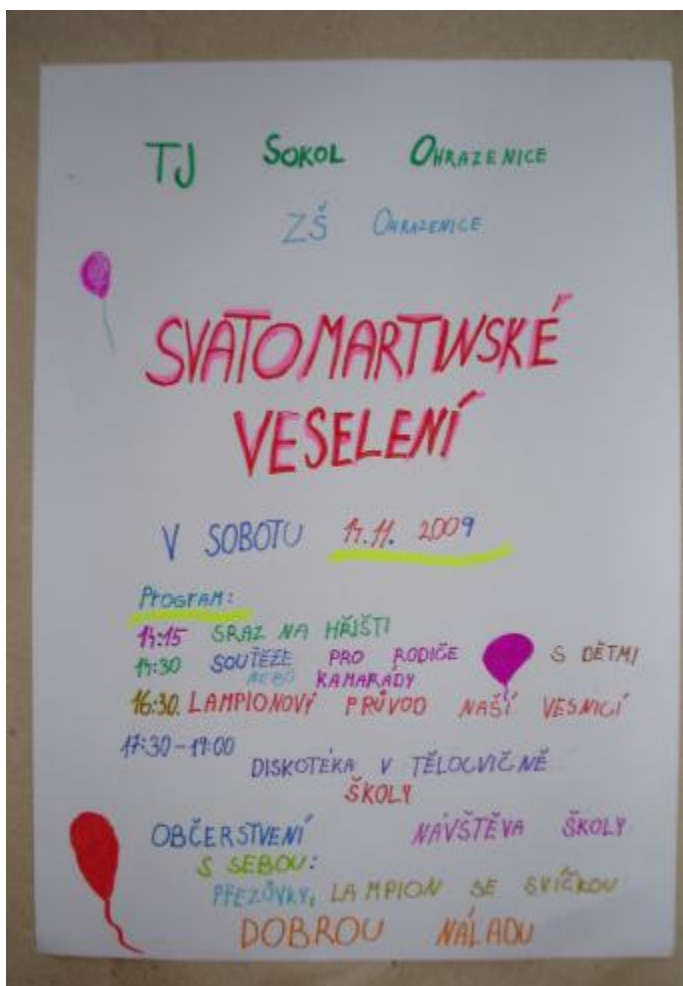 TJ SOKOL OHRAZENICE
ZŠ OHRAZENICE
SVATOMARTINSKÉ
VESELENÍ
V SOBOTU 14.11. 2009
PROGRAM:
14:15 SRAZ NA HŘIŠTI
14:30 SOUTĚŽE PRO RODIČE S DĚTMI
NEBO KAMARÁDY
16:30. LAMPIONOVÝ PRŮVOD NAŠÍ VESNICÍ
17:30-19:00
DISKOTÉKA V TĚLOCVIČNĚ
ŠKOLY
OBČERSTVENÍ NÁVŠTĚVA ŠKOLY
S SEBOU:
PŘEZŮVKY, LAMPION SE SVÍČKOU
DOBROU NÁLADU